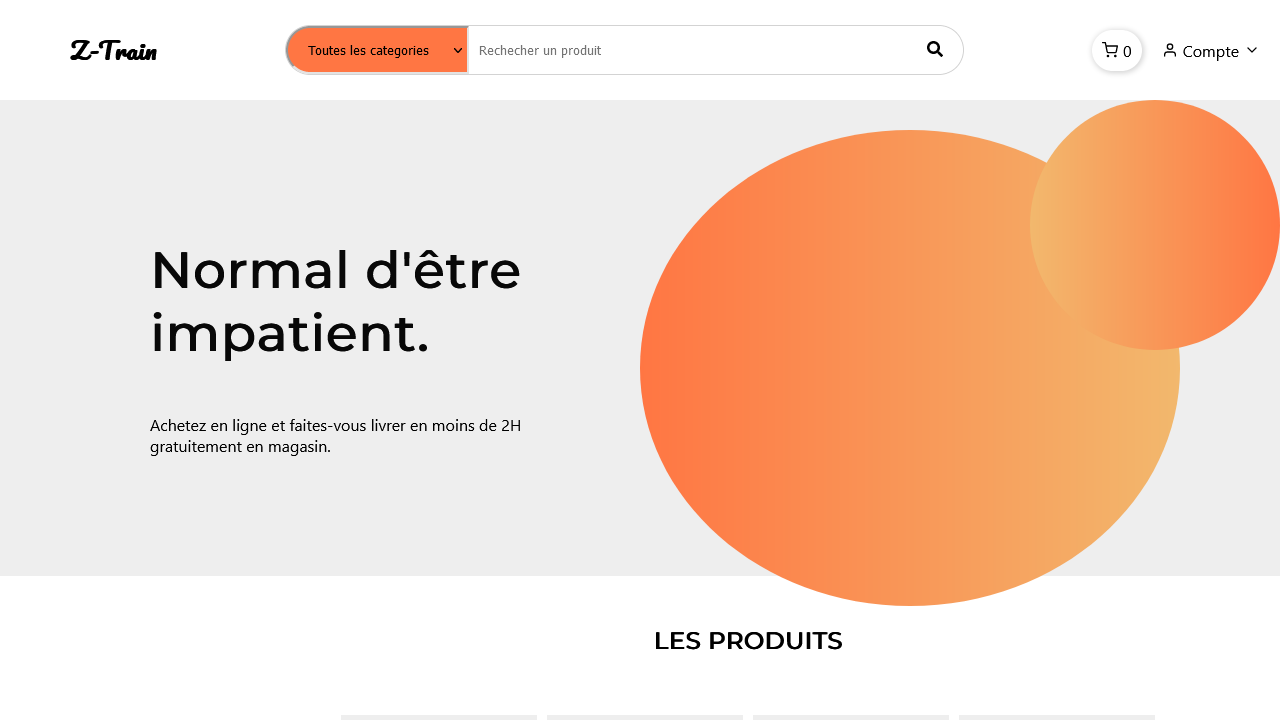 Z-Train
Toutes les categories
Rechecher un produit
0
Compte
Normal d'être
impatient.
Achetez en ligne et faites-vous livrer en moins de 2H
gratuitement en magasin.
LES PRODUITS